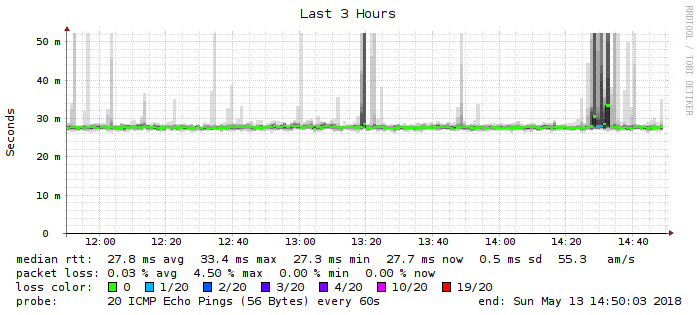 Last 3 Hours
RRDTOOL / TOBI OETIKER
Seconds
50 m
40 m
30 m
20 m
10 m
0
12:00 12:20 12:40 13:00 13:20 13:40 14:00 14:20 14:40
median rtt: 27.8 ms avg 33.4 ms max 27.3 ms min 27.7 ms now 0.5 ms sd 55.3 am/s
packet loss: 0.03 % avg 4.50 % max 0.00 % min 0.00 % now
loss color: 0 1/20 2/20 3/20 4/20 10/20 19/20
probe: 20 ICMP Echo Pings (56 Bytes) every 60s end: Sun May 13 14:50:03 2018